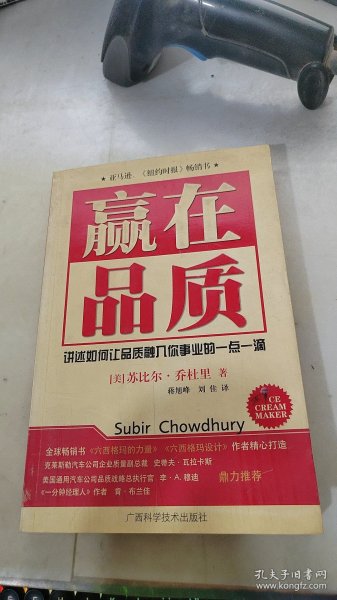 ★ 亚马逊 《纽约时报》畅销书 ★
赢在
品质
讲述如何让品质融入你事业的一点一滴
［美］苏比尔·乔杜里 著
蒋旭峰 刘佳 译
ICE
CREAM
MAKER
Subir Chowdhury
全球畅销书《六西格玛的力量》《六西格玛设计》作者精心打造
克莱斯勒汽车公司企业质量副总裁 史蒂夫·瓦拉卡斯
美国通用汽车公司品质战略总执行官 李·A.穆迪
《一分钟经理人》作者 肯·布兰佳
鼎力推荐
广西科学技术出版社
孔夫子旧书网